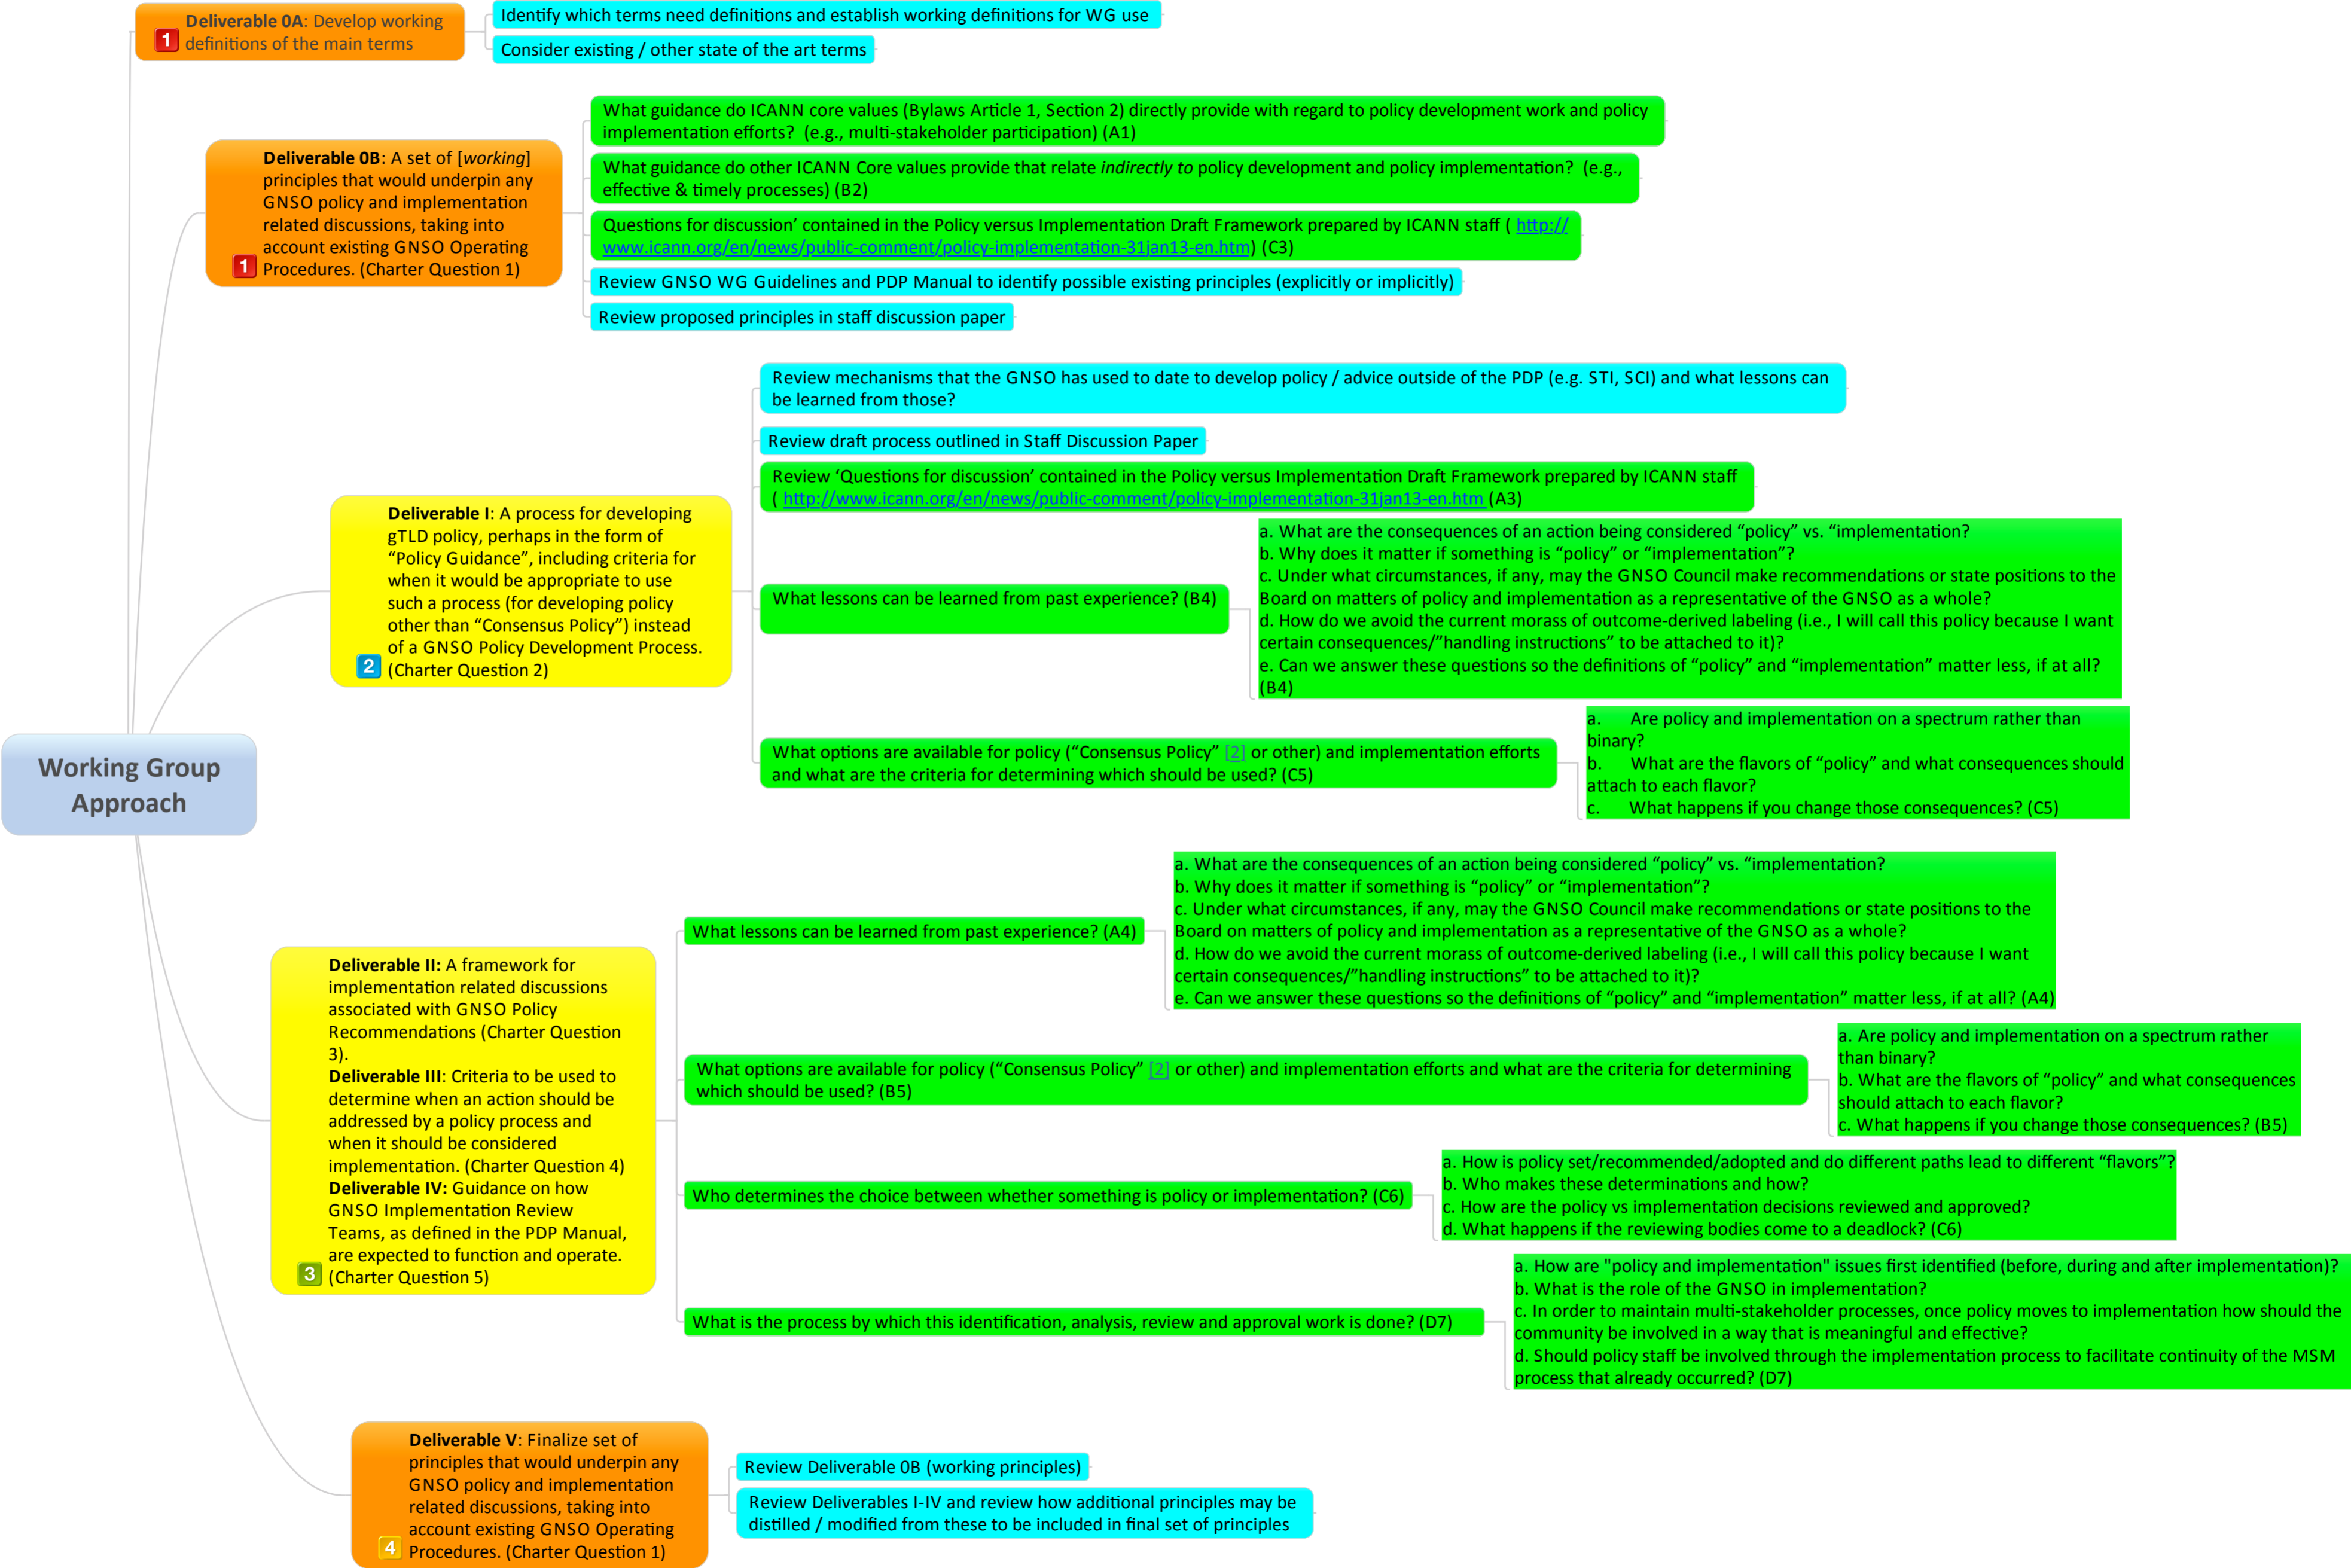 Deliverable 0A: Develop working
definitions of the main terms
1
Identify which terms need definitions and establish working definitions for WG use
Consider existing / other state of the art terms
Deliverable 0B: A set of [working]
principles that would underpin any
GNSO policy and implementation
related discussions, taking into
account existing GNSO Operating
Procedures. (Charter Question 1)
1
What guidance do ICANN core values (Bylaws Article 1, Section 2) directly provide with regard to policy development work and policy
implementation efforts?  (e.g., multi-stakeholder participation) (A1)
What guidance do other ICANN Core values provide that relate indirectly to policy development and policy implementation?  (e.g.,
effective & timely processes) (B2)
Questions for discussion' contained in the Policy versus Implementation Draft Framework prepared by ICANN staff ( http://
www.icann.org/en/news/public-comment/policy-implementation-31jan13-en.htm) (C3)
Review GNSO WG Guidelines and PDP Manual to identify possible existing principles (explicitly or implicitly)
Review proposed principles in staff discussion paper
Deliverable I: A process for developing
gTLD policy, perhaps in the form of
“Policy Guidance”, including criteria for
when it would be appropriate to use
such a process (for developing policy
other than “Consensus Policy”) instead
of a GNSO Policy Development Process.
(Charter Question 2)
2
Review mechanisms that the GNSO has used to date to develop policy / advice outside of the PDP (e.g. STI, SCI) and what lessons can
be learned from those?
Review draft process outlined in Staff Discussion Paper
Review ‘Questions for discussion’ contained in the Policy versus Implementation Draft Framework prepared by ICANN staff
( http://www.icann.org/en/news/public-comment/policy-implementation-31jan13-en.htm (A3)
What lessons can be learned from past experience? (B4)
a. What are the consequences of an action being considered “policy” vs. “implementation?
b. Why does it matter if something is “policy” or “implementation”?
c. Under what circumstances, if any, may the GNSO Council make recommendations or state positions to the
Board on matters of policy and implementation as a representative of the GNSO as a whole?
d. How do we avoid the current morass of outcome-derived labeling (i.e., I will call this policy because I want
certain consequences/”handling instructions” to be attached to it)?
e. Can we answer these questions so the definitions of “policy” and “implementation” matter less, if at all?
(B4)
What options are available for policy (“Consensus Policy” [2] or other) and implementation efforts
and what are the criteria for determining which should be used? (C5)
a. Are policy and implementation on a spectrum rather than
binary?
b. What are the flavors of “policy” and what consequences should
attach to each flavor?
c. What happens if you change those consequences? (C5)
Working Group
Approach
Deliverable II: A framework for
implementation related discussions
associated with GNSO Policy
Recommendations (Charter Question
3).
Deliverable III: Criteria to be used to
determine when an action should be
addressed by a policy process and
when it should be considered
implementation. (Charter Question 4)
Deliverable IV: Guidance on how
GNSO Implementation Review
Teams, as defined in the PDP Manual,
are expected to function and operate.
(Charter Question 5)
3
What lessons can be learned from past experience? (A4)
a. What are the consequences of an action being considered “policy” vs. “implementation?
b. Why does it matter if something is “policy” or “implementation”?
c. Under what circumstances, if any, may the GNSO Council make recommendations or state positions to the
Board on matters of policy and implementation as a representative of the GNSO as a whole?
d. How do we avoid the current morass of outcome-derived labeling (i.e., I will call this policy because I want
certain consequences/”handling instructions” to be attached to it)?
e. Can we answer these questions so the definitions of “policy” and “implementation” matter less, if at all? (A4)
What options are available for policy (“Consensus Policy” [2] or other) and implementation efforts and what are the criteria for determining
which should be used? (B5)
a. Are policy and implementation on a spectrum rather
than binary?
b. What are the flavors of “policy” and what consequences
should attach to each flavor?
c. What happens if you change those consequences? (B5)
Who determines the choice between whether something is policy or implementation? (C6)
a. How is policy set/recommended/adopted and do different paths lead to different “flavors”?
b. Who makes these determinations and how?
c. How are the policy vs implementation decisions reviewed and approved?
d. What happens if the reviewing bodies come to a deadlock? (C6)
What is the process by which this identification, analysis, review and approval work is done? (D7)
a. How are "policy and implementation" issues first identified (before, during and after implementation)?
b. What is the role of the GNSO in implementation?
c. In order to maintain multi-stakeholder processes, once policy moves to implementation how should the
community be involved in a way that is meaningful and effective?
d. Should policy staff be involved through the implementation process to facilitate continuity of the MSM
process that already occurred? (D7)
Deliverable V: Finalize set of
principles that would underpin any
GNSO policy and implementation
related discussions, taking into
account existing GNSO Operating
Procedures. (Charter Question 1)
4
Review Deliverable 0B (working principles)
Review Deliverables I-IV and review how additional principles may be
distilled / modified from these to be included in final set of principles